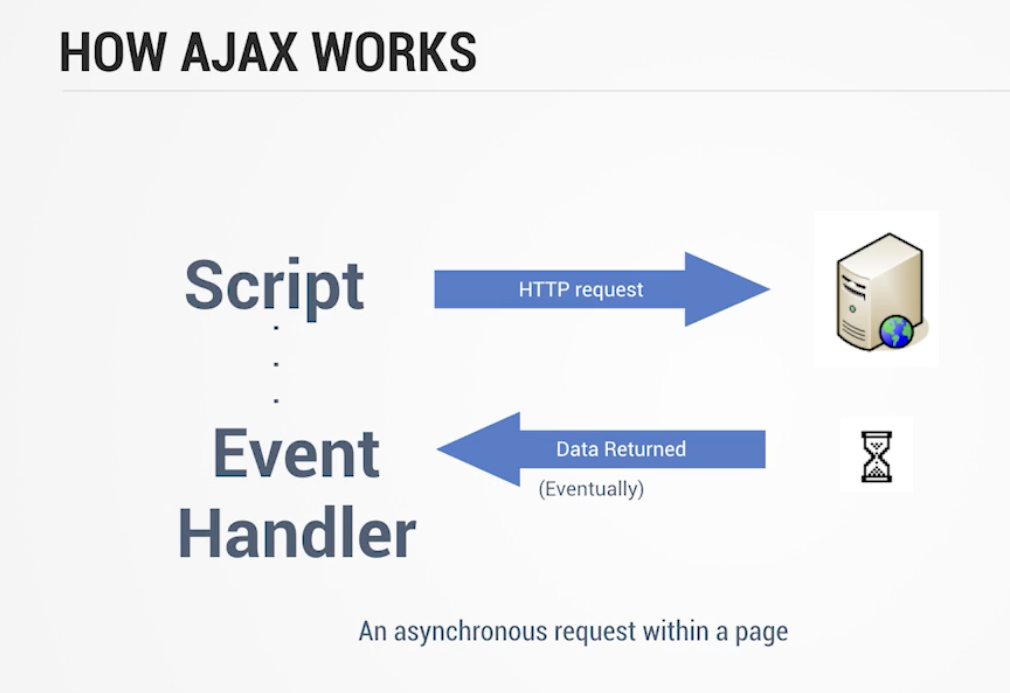 HOW AJAX WORKS
Script
HTTP request
.
.
.
Event
Handler
Data Returned
(Eventually)
An asynchronous request within a page